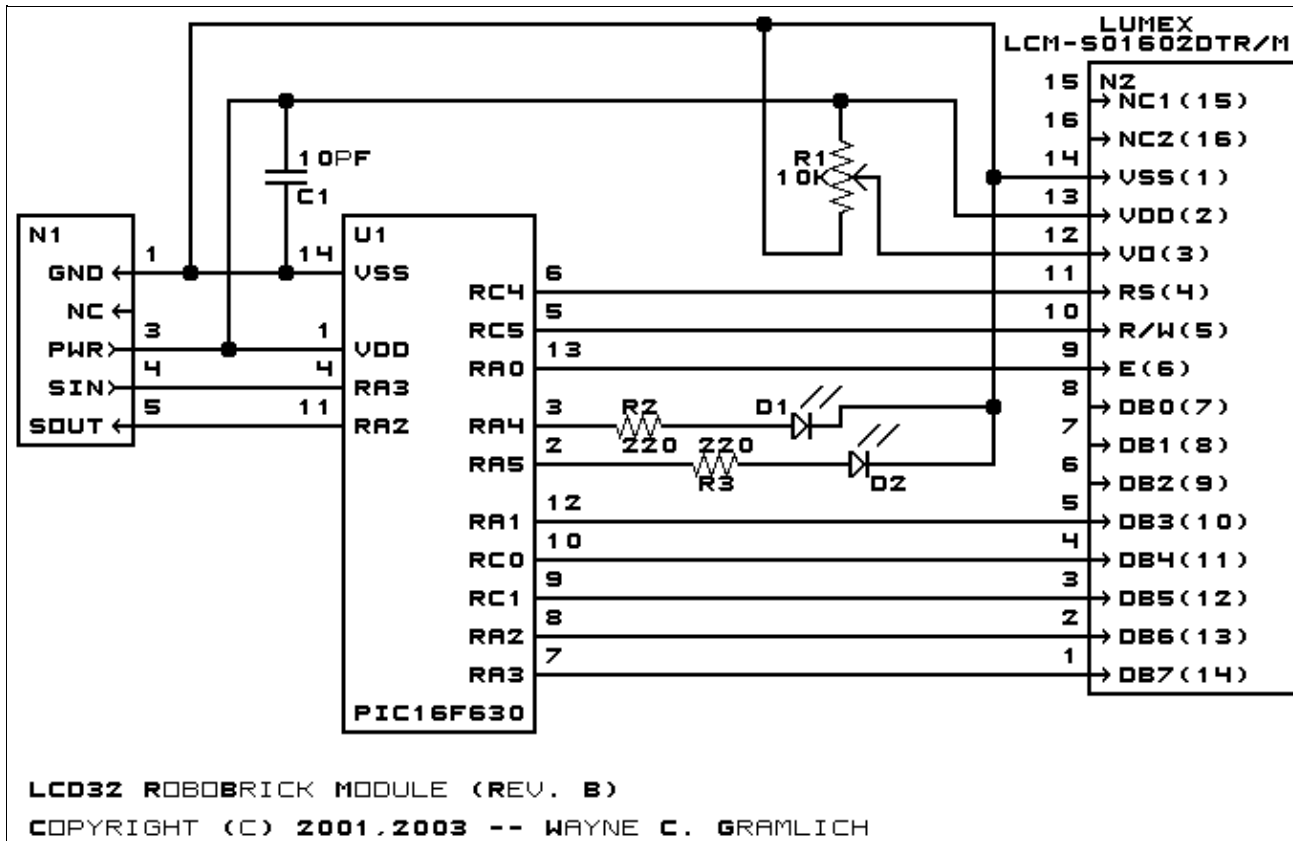 LUMEX
LCM-S01602DTR/M
N2
15 NC1(15)
16 NC2(16)
14 VSS(1)
13 VDD(2)
12 VO(3)
11 RS(4)
10 R/W(5)
9 E(6)
8 DB0(7)
7 DB1(8)
6 DB2(9)
5 DB3(10)
4 DB4(11)
3 DB5(12)
2 DB6(13)
1 DB7(14)
10PF
C1
R1
10K
N1
GND 1
NC
PWR 3
SIN 4
SOUT 5
U1
14 VSS
1 VDD
4 RA3
11 RA2
RC4 6
RC5 5
RA0 13
RA4 3
RA5 2
RA1 12
RC0 10
RC1 9
RA2 8
RA3 7
PIC16F630
R2
220
D1
220
R3
D2
LCD32 ROBOBRICK MODULE (REV. B)
COPYRIGHT (C) 2001,2003 -- WAYNE C. GRAMLICH